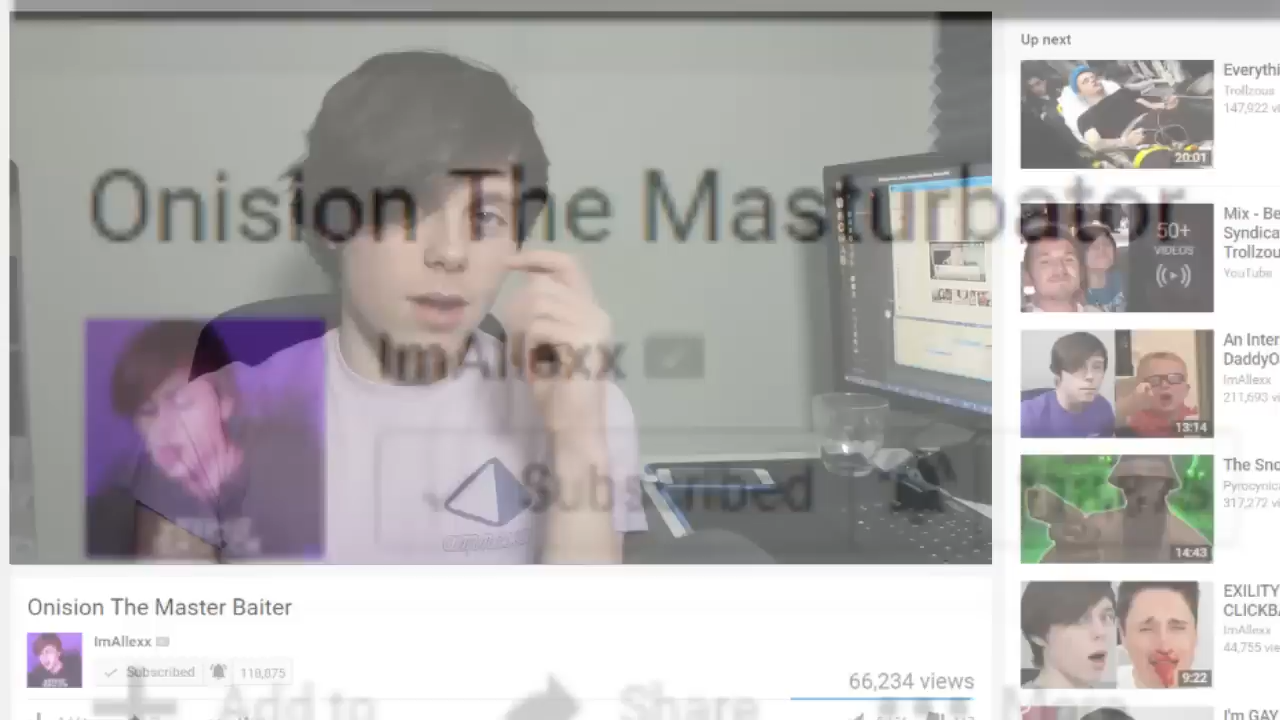 Up next
Everythi
Trollzous
147,922 vi
20:01
Onision The Masturbator
Mix - Be
Syndica
Trollzou
YouTube
50+
VIDEOS
ImAllexx
An Inter
DaddyO
ImAllexx
211,693 vi
13:14
Subscribed
The Sno
Pyrocynica
317,272 vi
14:43
Onision The Master Baiter
ImAllexx
Subscribed 118,875
66,234 views
EXILITY
CLICKBA
ImAllexx
44,755 vie
9:22
Add to Share More
I'm GAY